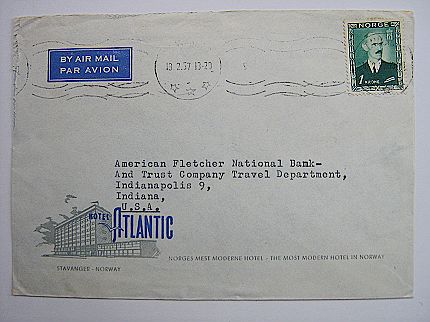 BY AIR MAIL
PAR AVION
NORGE
1 KRONE
American Fletcher National Bank-
And Trust Company Travel Department,
Indianapolis 9,
Indiana,
U.S.A.
HOTEL
ATLANTIC
STAVANGER - NORWAY
NORGES MEST MODERNE HOTEL - THE MOST MODERN HOTEL IN NORWAY